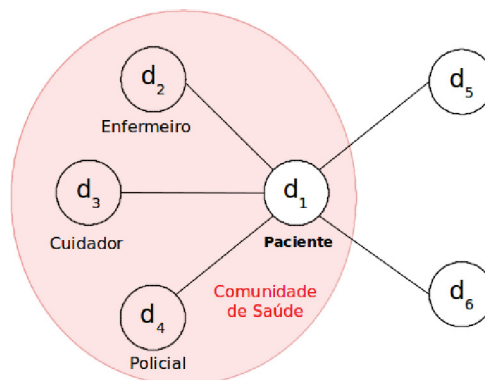 d2
Enfermeiro
d5
d3
Cuidador
d1
Paciente
Comunidade
de Saúde
d4
Policial
d6